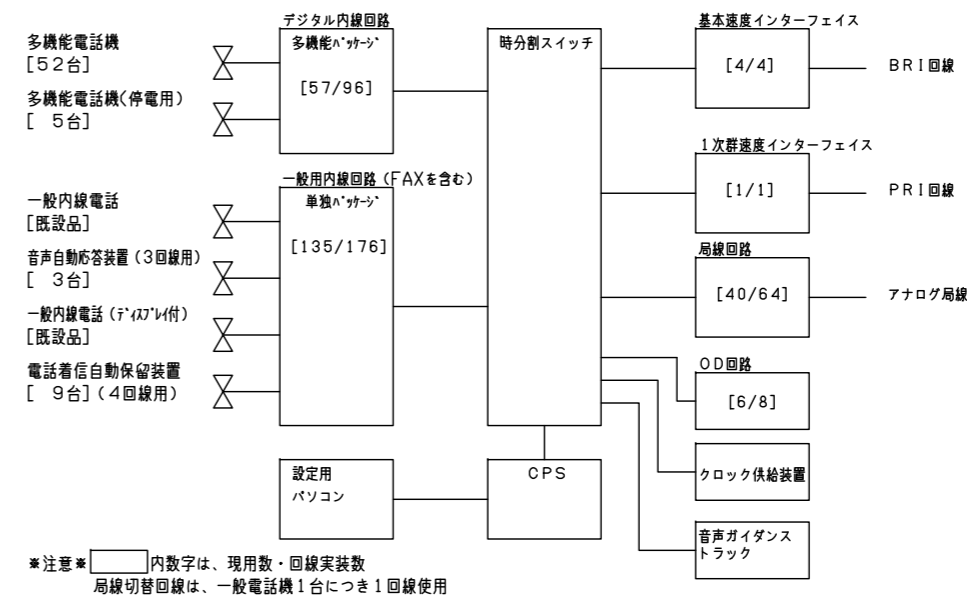 デジタル内線回路
多機能電話機
[52台]
多機能電話機(停電用)
[ 5台]
多機能パッケージ
[57/96]
時分割スイッチ
基本速度インターフェイス
[4/4]
BRI回線
1次群速度インターフェイス
[1/1]
PRI回線
一般用内線回路(FAXを含む)
単独パッケージ
[135/176]
一般内線電話
[既設品]
音声自動応答装置(3回線用)
[ 3台]
一般内線電話(ディスプレイ付)
[既設品]
電話着信自動保留装置
[ 9台](4回線用)
局線回路
[40/64]
アナログ局線
OD回路
[6/8]
クロック供給装置
音声ガイダンス
トラック
設定用
パソコン
CPS
※注意※ 内数字は、現用数・回線実装数
局線切替回線は、一般電話機1台につき1回線使用